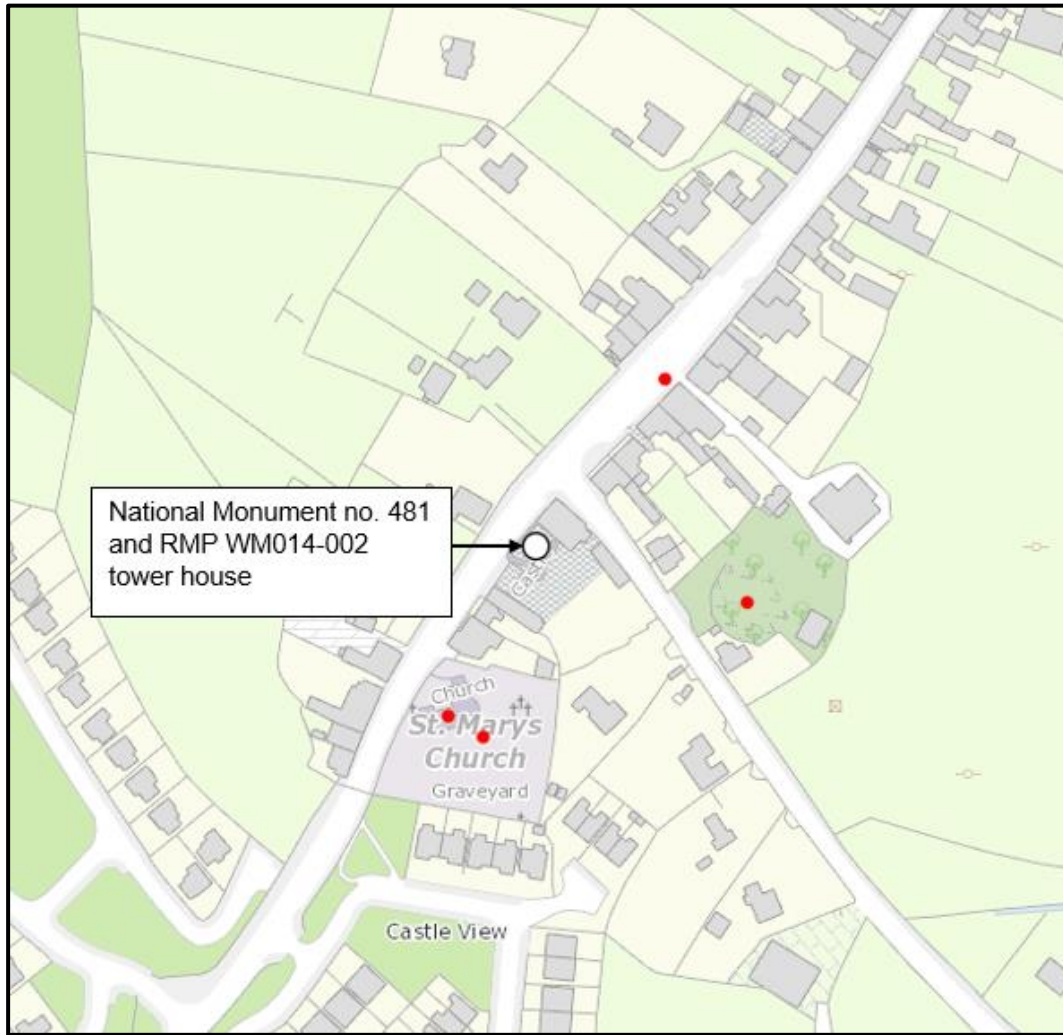 National Monument no. 481
and RMP WM014-002
tower house
Church
St. Marys
Church
Graveyard
Castle View